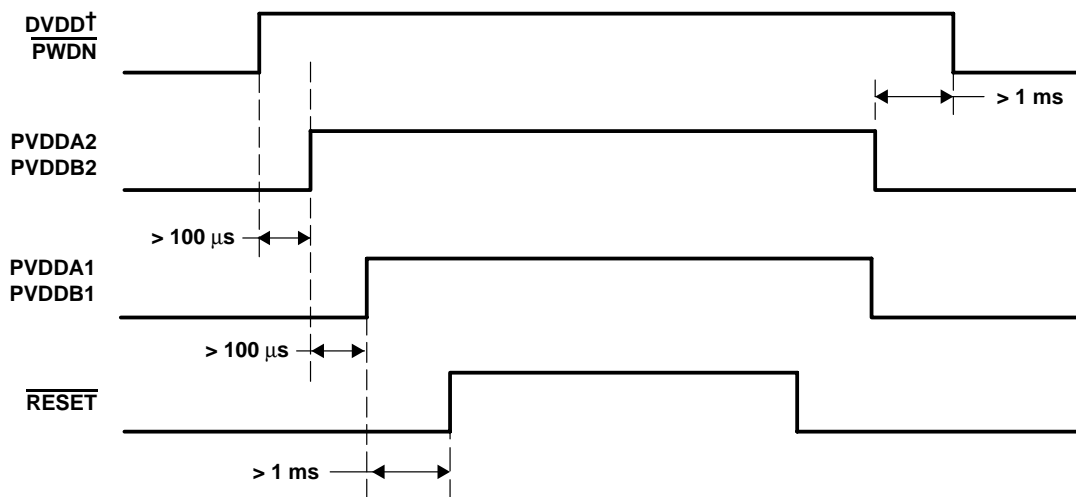 DVDD†
PWDN
> 1 ms
PVDDA2
PVDDB2
> 100 μs
PVDDA1
PVDDB1
> 100 μs
RESET
> 1 ms